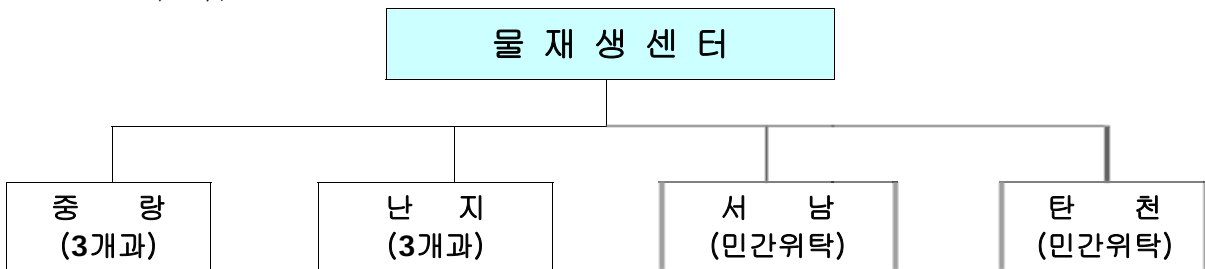 물 재 생 센 터
중 랑
(3개과)
난 지
(3개과)
서 남
(민간위탁)
탄 천
(민간위탁)